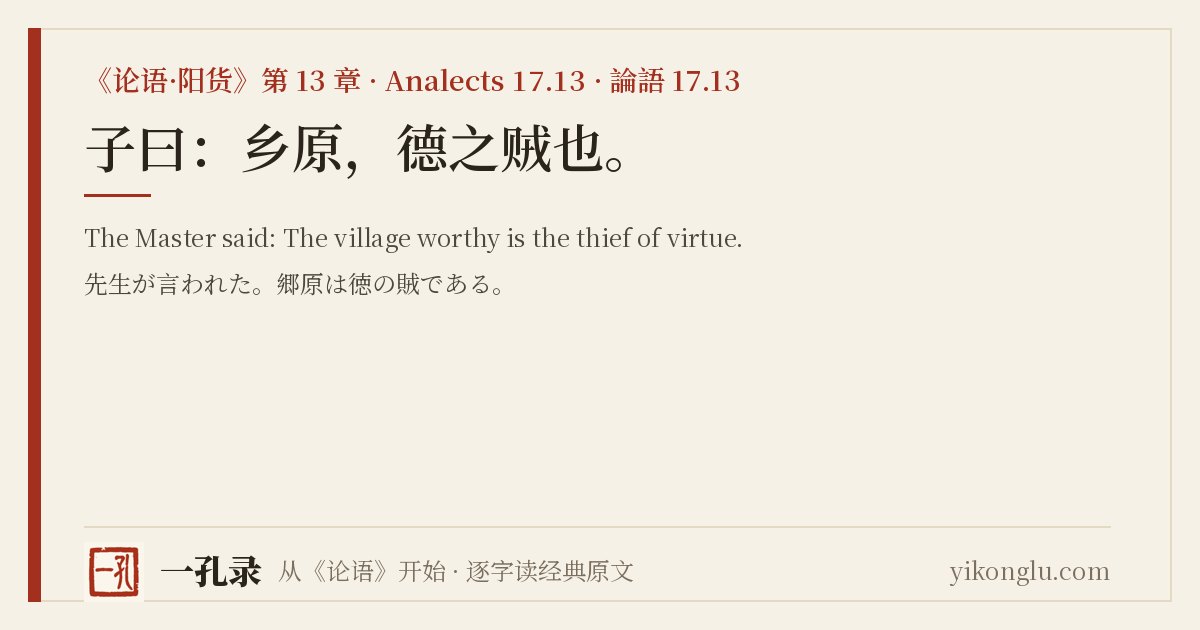 《论语·阳货》第 13 章 · Analects 17.13 · 論語 17.13
子曰：乡原，德之贼也。
The Master said: The village worthy is the thief of virtue.
先生が言われた。郷原は徳の賊である。
一孔
一孔录 从《论语》开始 · 逐字读经典原文
yikonglu.com